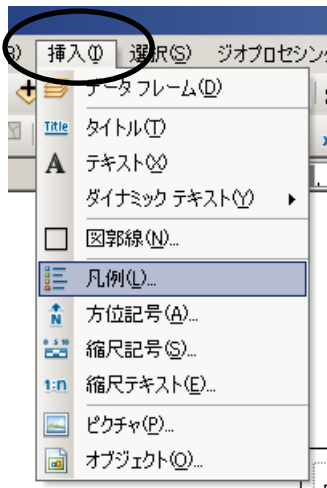 挿入(I) 選択(S) ジオプロセシング
データ フレーム(D)
Title タイトル(T)
A テキスト(X)
ダイナミック テキスト(Y)
図郭線(N)...
凡例(L)...
N 方位記号(A)...
縮尺記号(S)...
1:n 縮尺テキスト(E)...
ピクチャ(P)...
オブジェクト(O)...